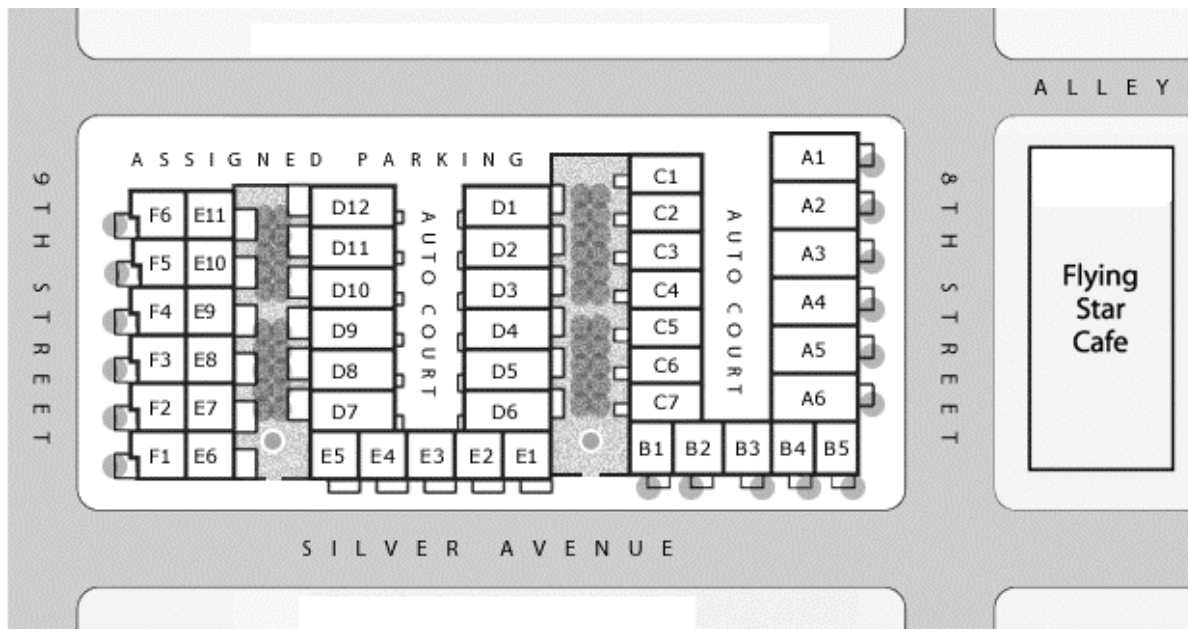 ALLEY
ASSIGNED PARKING
9TH STREET
8TH STREET
F6 E11
F5 E10
F4 E9
F3 E8
F2 E7
F1 E6
D12
D11
D10
D9
D8
D7
AUTO COURT
D1
D2
D3
D4
D5
D6
E5 E4 E3 E2 E1
C1
C2
C3
C4
C5
C6
C7
AUTO COURT
A1
A2
A3
A4
A5
A6
B1 B2 B3 B4 B5
Flying
Star
Cafe
SILVER AVENUE